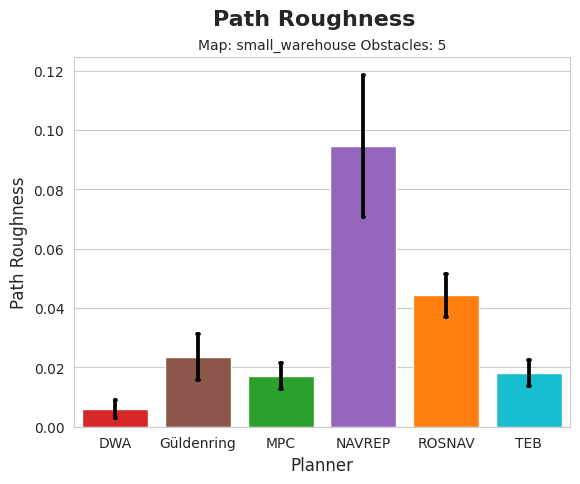 Path Roughness
Map: small_warehouse Obstacles: 5
Path Roughness
0.12
0.10
0.08
0.06
0.04
0.02
0.00
DWA Güldenring MPC NAVREP ROSNAV TEB
Planner